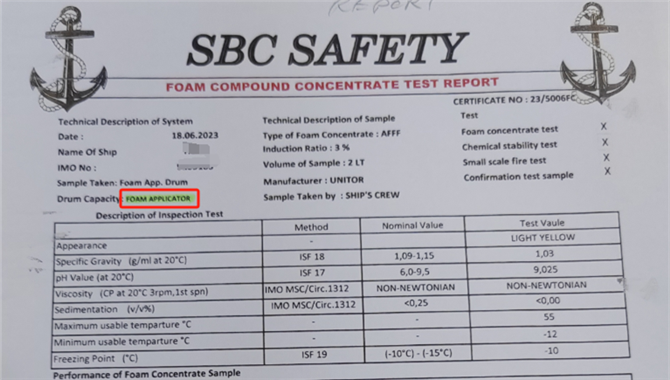 REPORT
SBC SAFETY
FOAM COMPOUND CONCENTRATE TEST REPORT
CERTIFICATE NO : 23/5006FC
Technical Description of System
Date : 18.06.2023
Name Of Ship
IMO No :
Sample Taken: Foam App. Drum
Drum Capacity: FOAM APPLICATOR
Technical Description of Sample
Type of Foam Concentrate : AFFF
Induction Ratio : 3 %
Volume of Sample : 2 LT
Manufacturer : UNITOR
Sample Taken by : SHIP'S CREW
Test
Foam concentrate test X
Chemical stability test X
Small scale fire test X
Confirmation test sample X
Description of Inspection Test
Method Nominal Value Test Vaule
Appearance - LIGHT YELLOW
Specific Gravity (g/ml at 20°C) ISF 18 1,09-1,15 1,03
pH Value (at 20°C) ISF 17 6,0-9,5 9,025
Viscosity (CP at 20°C 3rpm,1st spn) IMO MSC/Circ.1312 NON-NEWTONIAN NON-NEWTONIAN
Sedimentation (v/v%) IMO MSC/Circ.1312 <0,25 <0,00
Maximum usable temparture °C - - 55
Minimum usable temparture °C - - -12
Freezing Point (°C) ISF 19 (-10°C) - (-15°C) -10
Performance of Foam Concentrate Sample